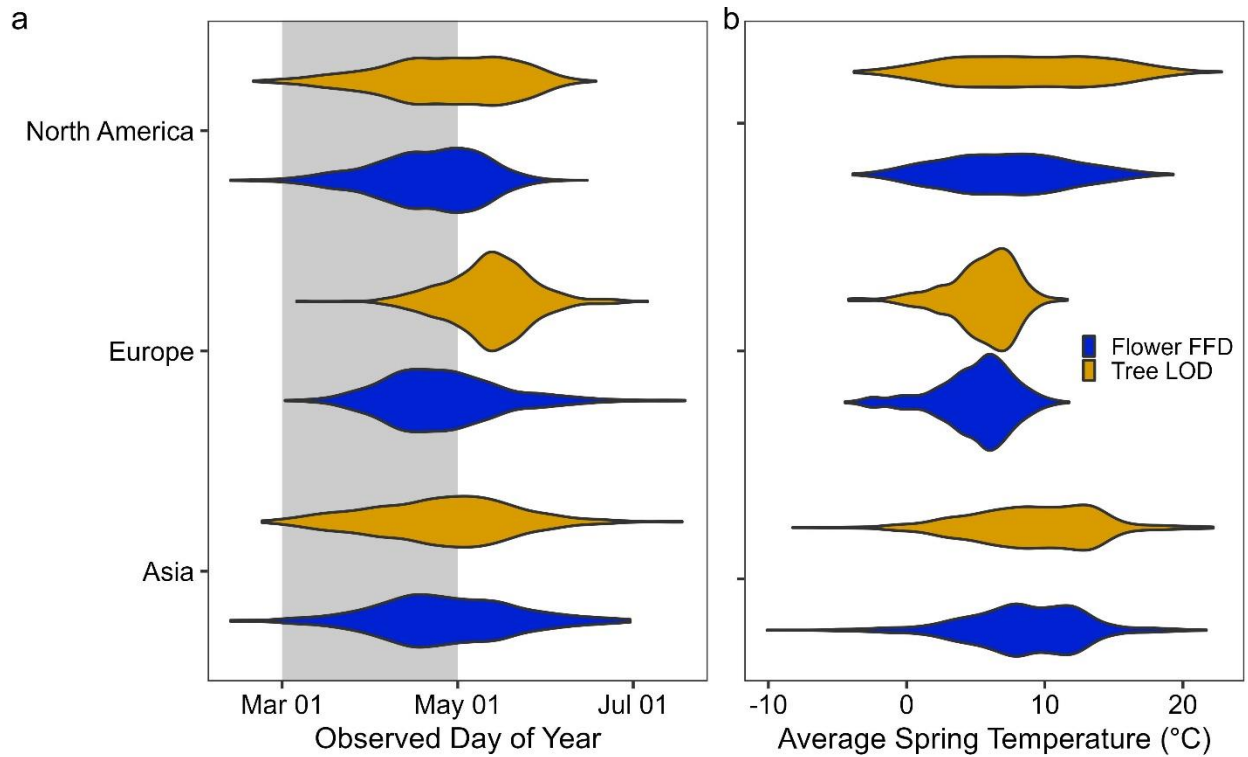 a
b
North America
Europe
Asia
Flower FFD
Tree LOD
Mar 01 May 01 Jul 01
Observed Day of Year
-10 0 10 20
Average Spring Temperature (°C)